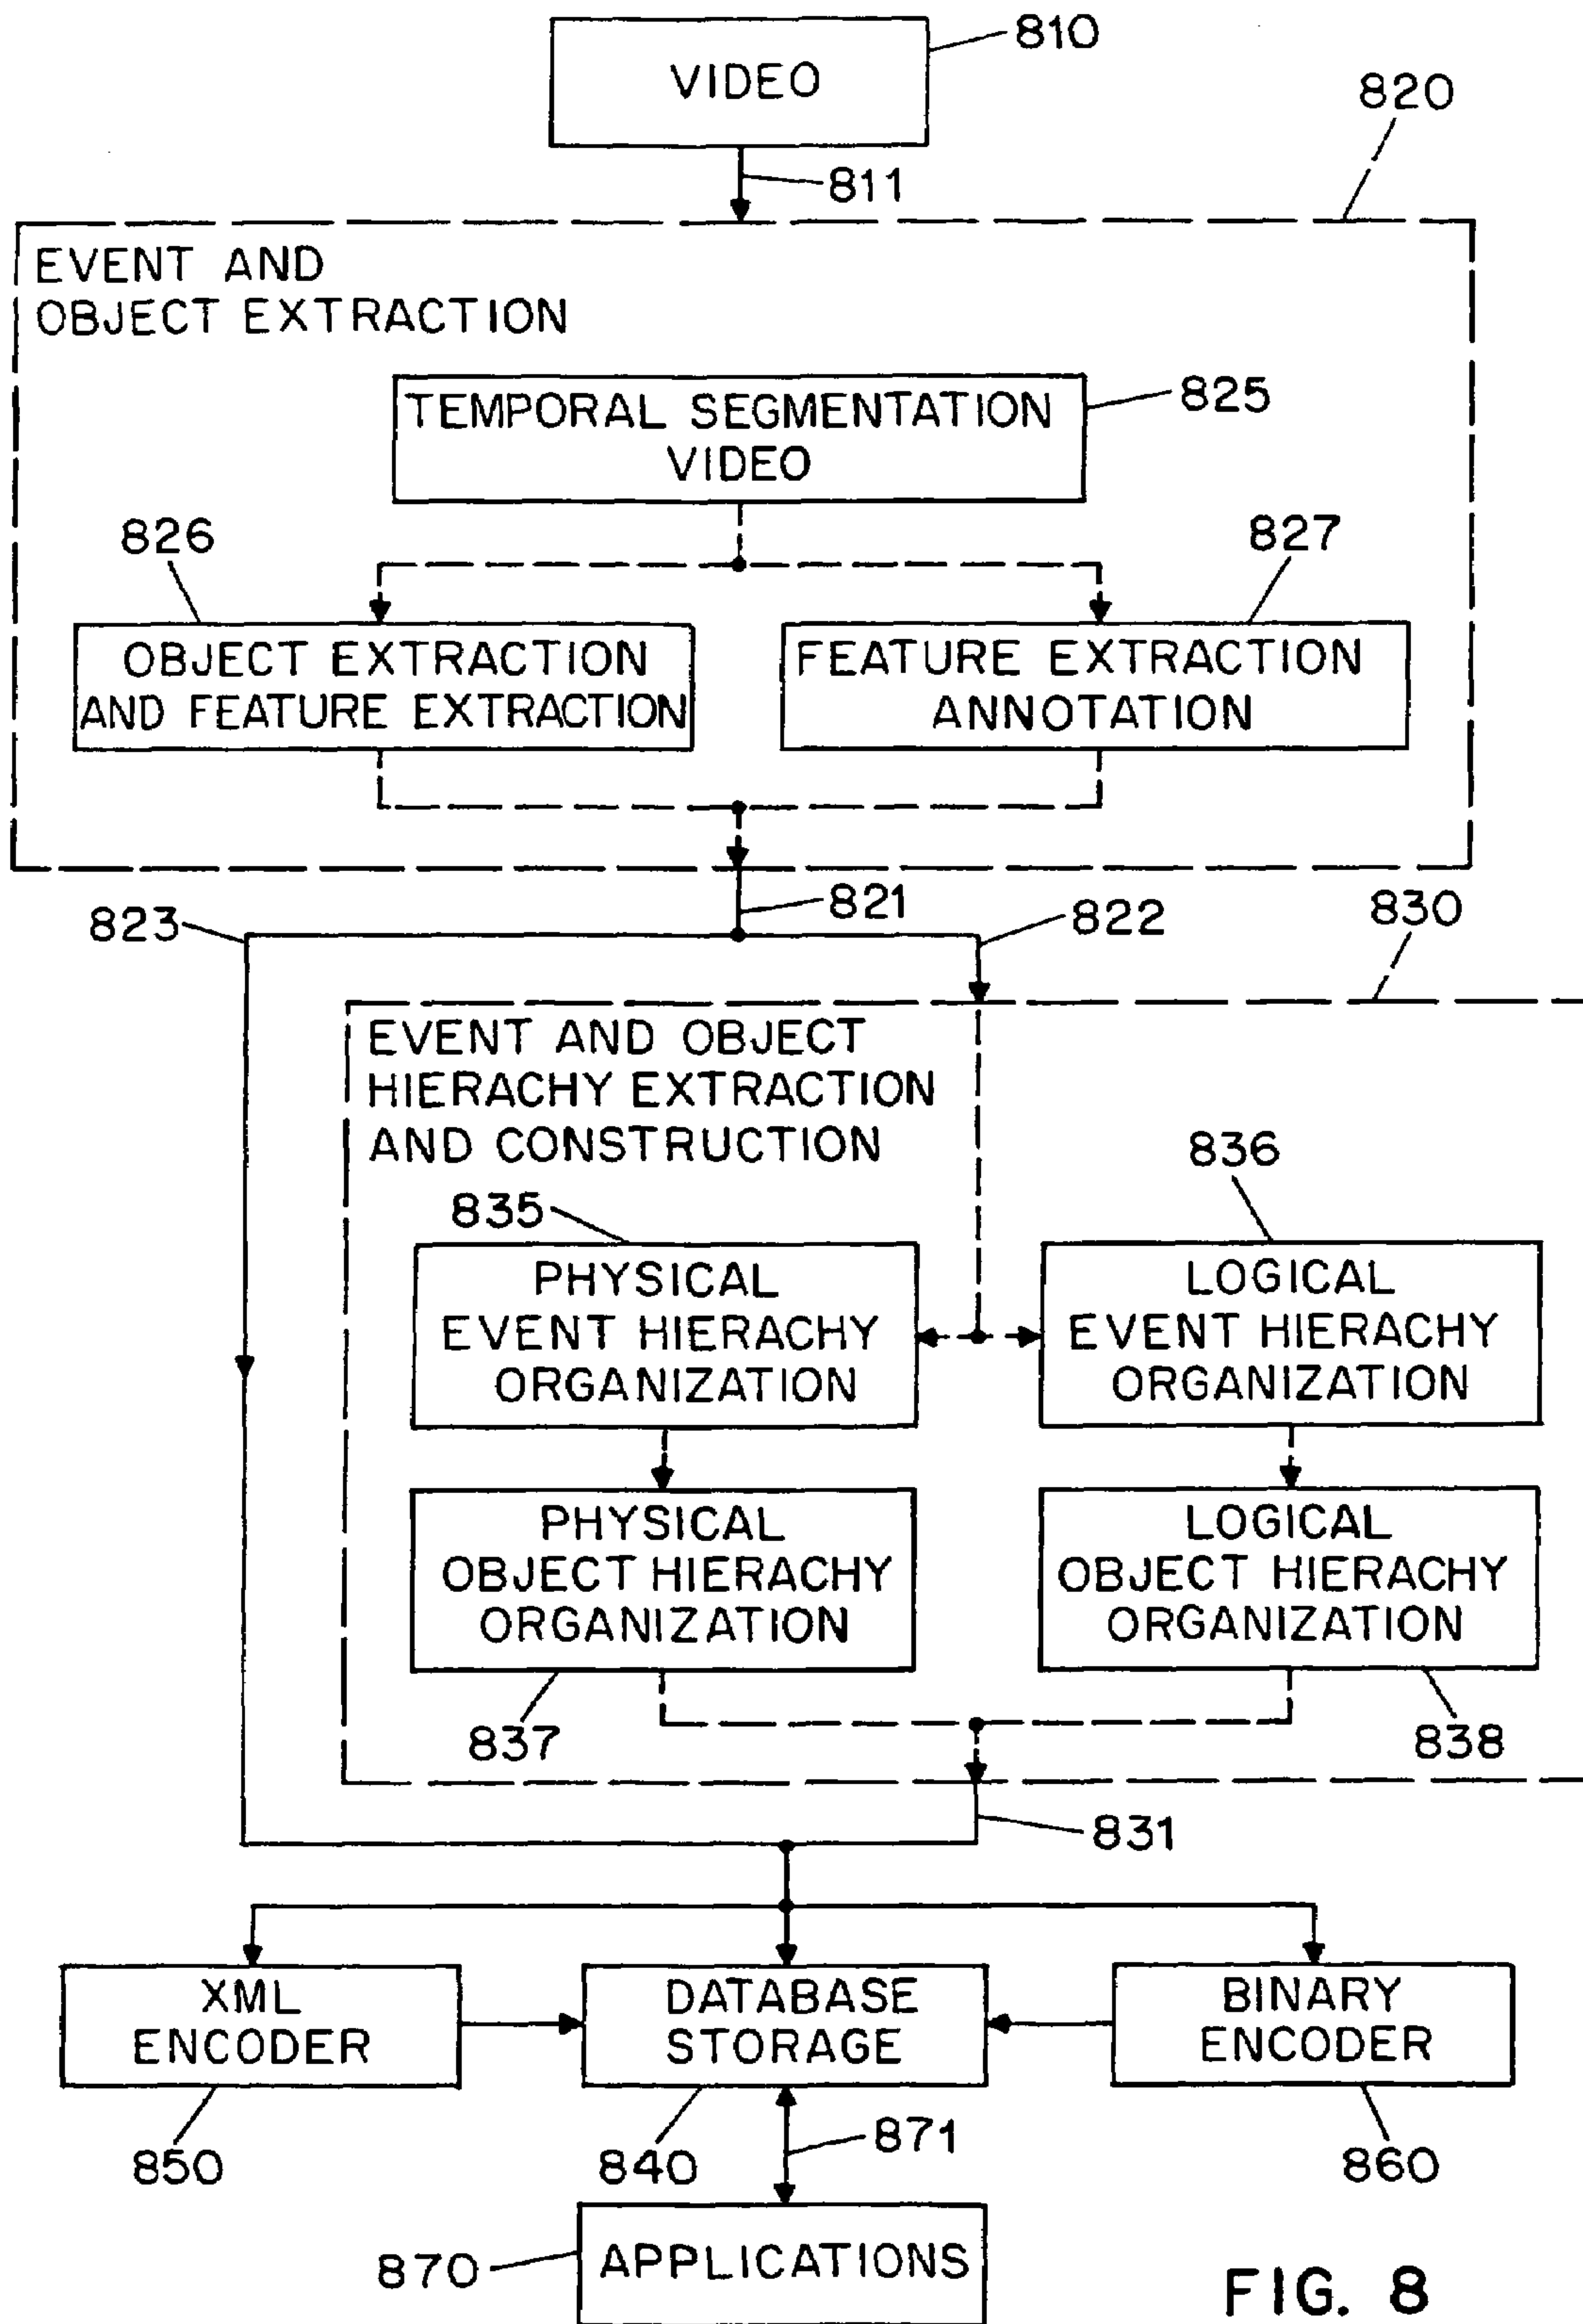 810
VIDEO
820
811
EVENT AND
OBJECT EXTRACTION
TEMPORAL SEGMENTATION
VIDEO
825
826
827
OBJECT EXTRACTION
AND FEATURE EXTRACTION
FEATURE EXTRACTION
ANNOTATION
823
821
822
830
EVENT AND OBJECT
HIERACHY EXTRACTION
AND CONSTRUCTION
835
836
PHYSICAL
EVENT HIERACHY
ORGANIZATION
LOGICAL
EVENT HIERACHY
ORGANIZATION
PHYSICAL
OBJECT HIERACHY
ORGANIZATION
LOGICAL
OBJECT HIERACHY
ORGANIZATION
837
838
831
XML
ENCODER
DATABASE
STORAGE
BINARY
ENCODER
850
840
871
860
870
APPLICATIONS
FIG. 8